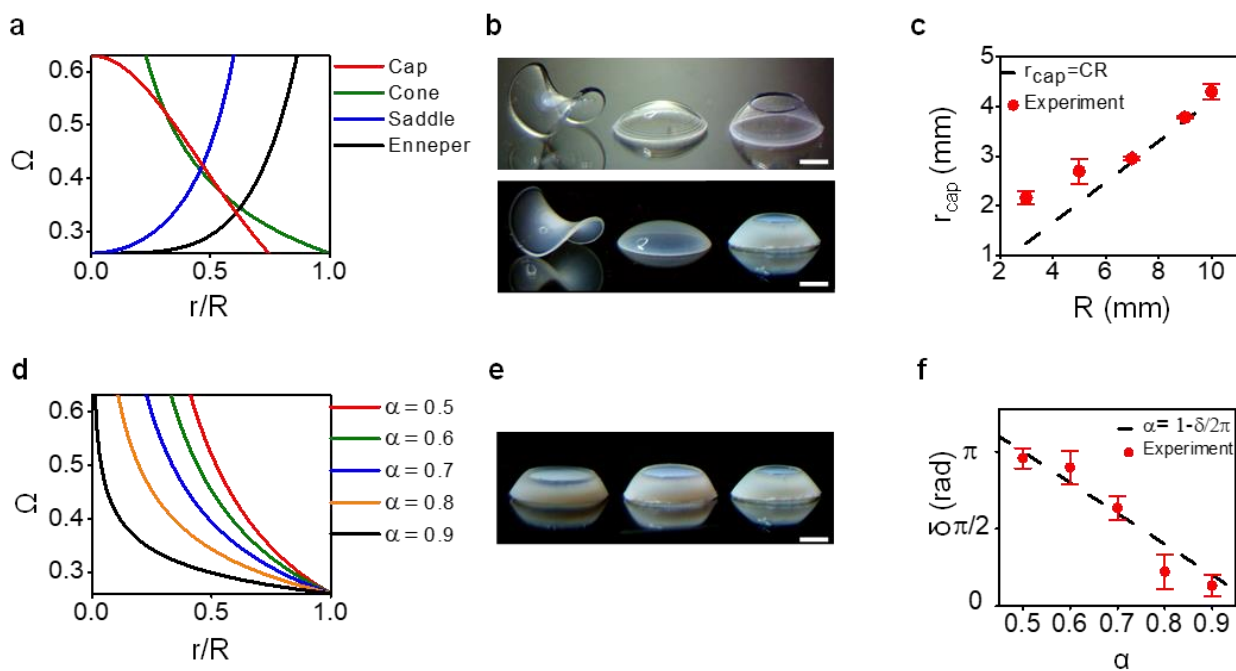 a
Ω
0.6
0.5
0.4
0.3
0.0 0.5 1.0
r/R
Cap
Cone
Saddle
Enneper
b
c
r_cap (mm)
5
4
3
2
1
2 4 6 8 10
R (mm)
r_cap=CR
Experiment
d
Ω
0.6
0.5
0.4
0.3
0.0 0.5 1.0
r/R
α = 0.5
α = 0.6
α = 0.7
α = 0.8
α = 0.9
e
f
δ (rad)
π
π/2
0
0.5 0.6 0.7 0.8 0.9
α
α= 1-δ/2π
Experiment